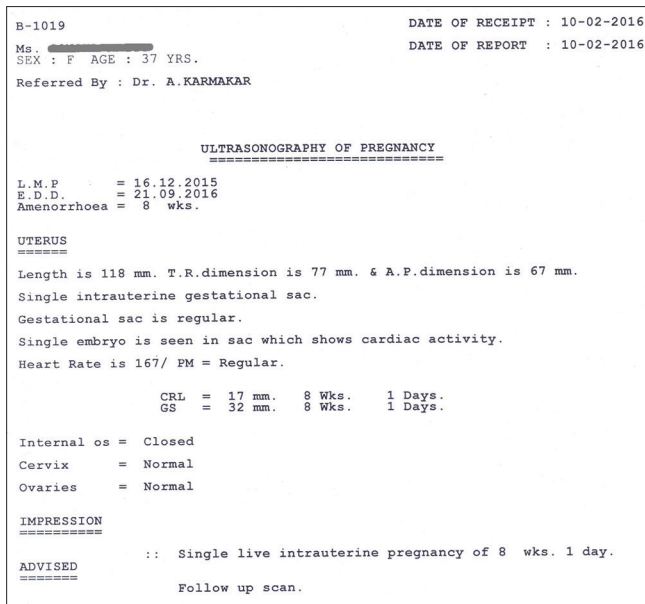 B-1019
DATE OF RECEIPT : 10-02-2016
Ms.
DATE OF REPORT : 10-02-2016
SEX : F AGE : 37 YRS.
Referred By : Dr. A.KARMAKAR
ULTRASONOGRAPHY OF PREGNANCY
L.M.P = 16.12.2015
E.D.D. = 21.09.2016
Amenorrhoea = 8 wks.
UTERUS
Length is 118 mm. T.R.dimension is 77 mm. & A.P.dimension is 67 mm.
Single intrauterine gestational sac.
Gestational sac is regular.
Single embryo is seen in sac which shows cardiac activity.
Heart Rate is 167/ PM = Regular.
CRL = 17 mm. 8 Wks. 1 Days.
GS = 32 mm. 8 Wks. 1 Days.
Internal os = Closed
Cervix = Normal
Ovaries = Normal
IMPRESSION
:: Single live intrauterine pregnancy of 8 wks. 1 day.
ADVISED
Follow up scan.